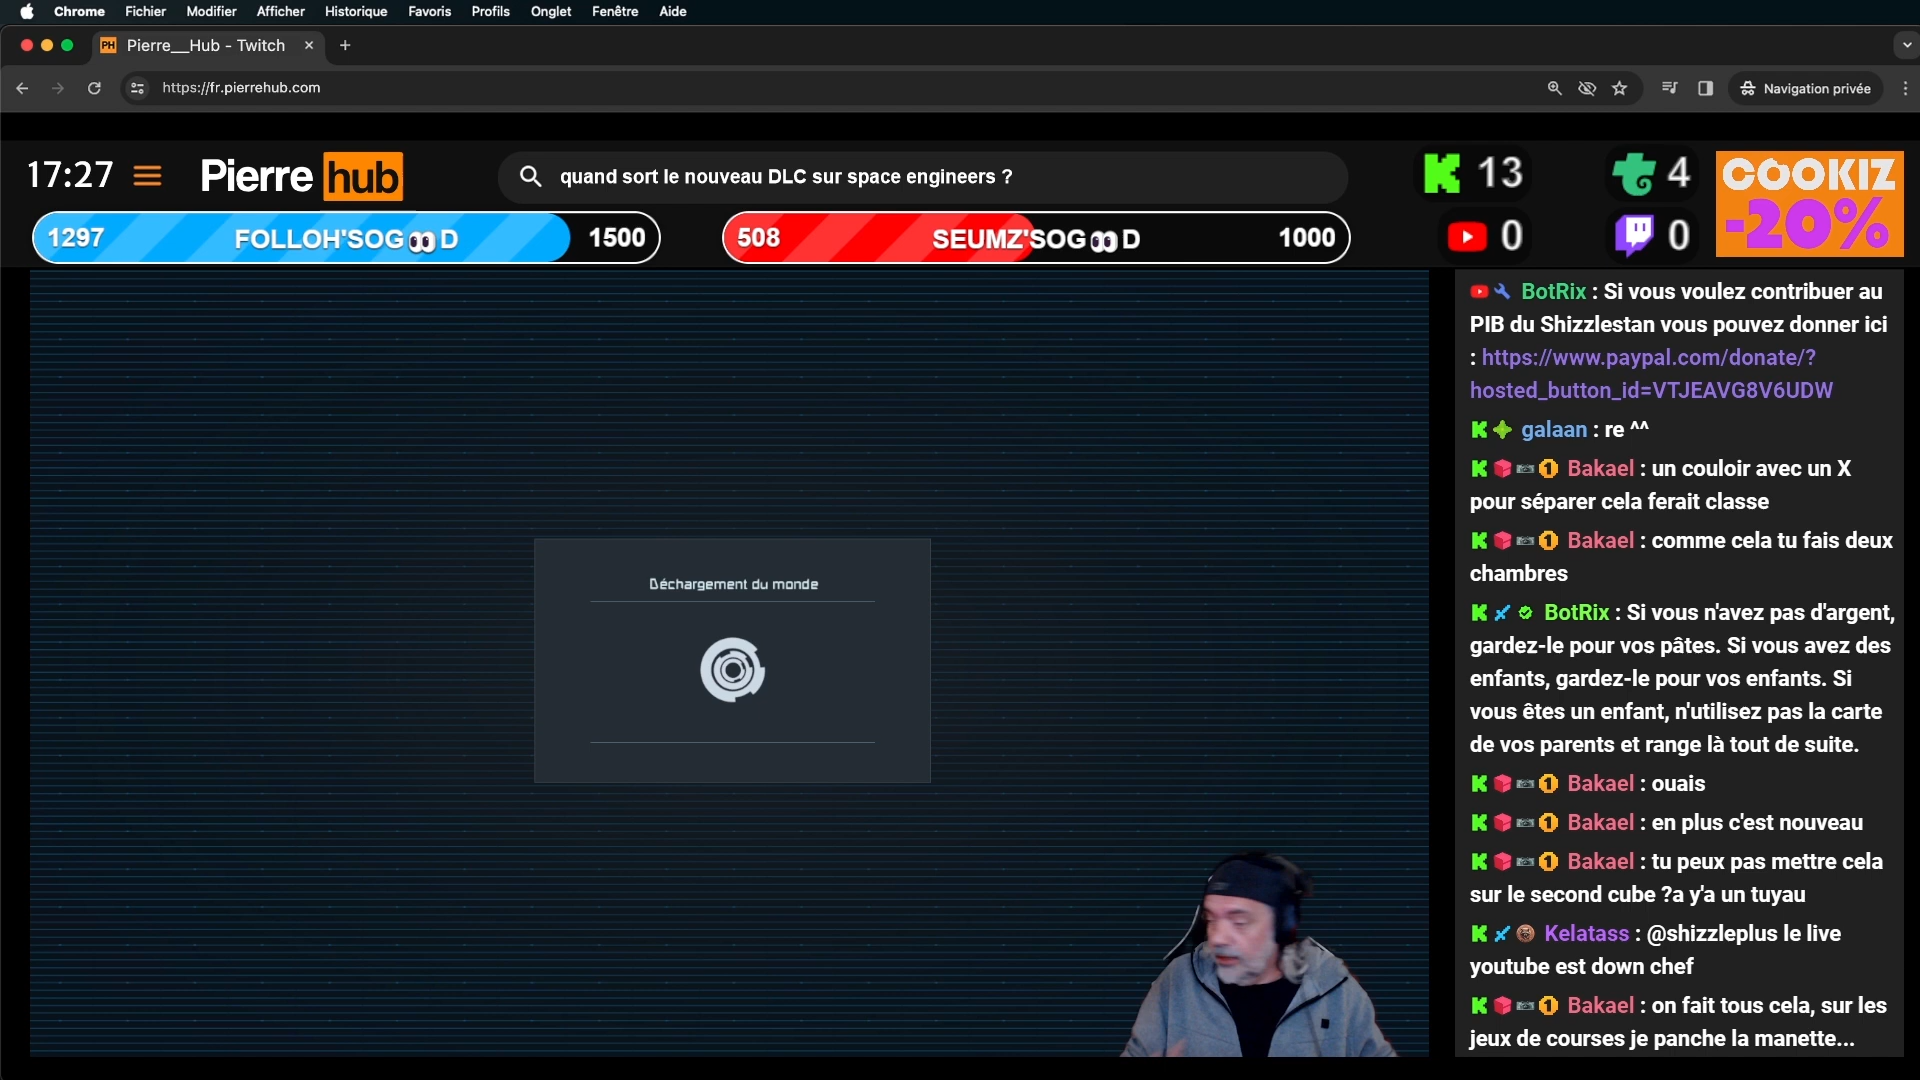 Chrome Fichier Modifier Afficher Historique Favoris Profils Onglet Fenêtre Aide
PH Pierre__Hub - Twitch
https://fr.pierrehub.com
Navigation privée
17:27
Pierre hub
quand sort le nouveau DLC sur space engineers ?
13
4
COOKIZ
-20%
1297 FOLLOH'SOG👀D 1500
508 SEUMZ'SOG👀D 1000
0
0
BotRix : Si vous voulez contribuer au
PIB du Shizzlestan vous pouvez donner ici
: https://www.paypal.com/donate/?
hosted_button_id=VTJEAVG8V6UDW
galaan : re ^^
Bakael : un couloir avec un X
pour séparer cela ferait classe
Bakael : comme cela tu fais deux
chambres
BotRix : Si vous n'avez pas d'argent,
gardez-le pour vos pâtes. Si vous avez des
enfants, gardez-le pour vos enfants. Si
vous êtes un enfant, n'utilisez pas la carte
de vos parents et range là tout de suite.
Bakael : ouais
Bakael : en plus c'est nouveau
Bakael : tu peux pas mettre cela
sur le second cube ?a y'a un tuyau
Kelatass : @shizzleplus le live
youtube est down chef
Bakael : on fait tous cela, sur les
jeux de courses je panche la manette...
Déchargement du monde